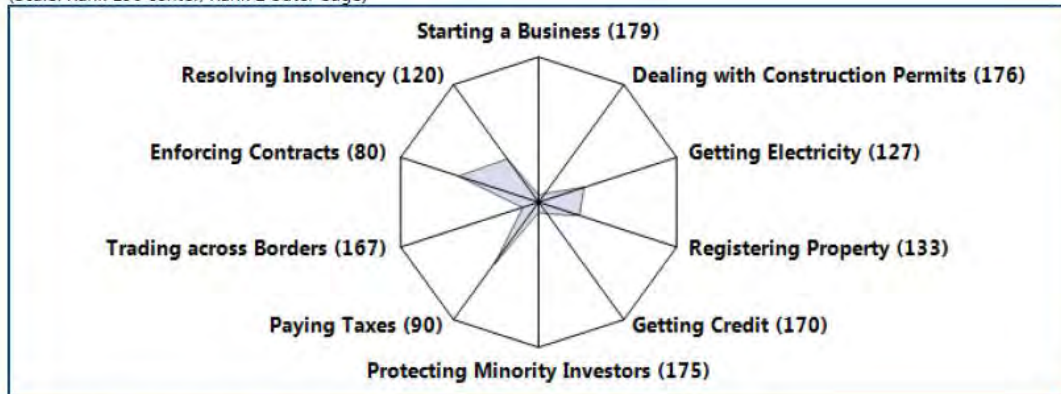 Starting a Business (179)
Resolving Insolvency (120)
Dealing with Construction Permits (176)
Enforcing Contracts (80)
Getting Electricity (127)
Trading across Borders (167)
Registering Property (133)
Paying Taxes (90)
Getting Credit (170)
Protecting Minority Investors (175)